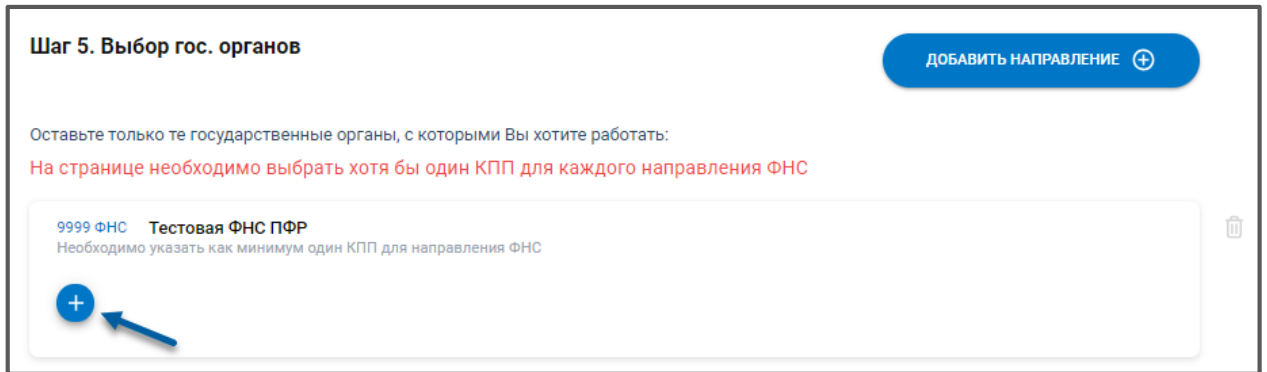 Шаг 5. Выбор гос. органов
ДОБАВИТЬ НАПРАВЛЕНИЕ
Оставьте только те государственные органы, с которыми Вы хотите работать:
На странице необходимо выбрать хотя бы один КПП для каждого направления ФНС
9999 ФНС Тестовая ФНС ПФР
Необходимо указать как минимум один КПП для направления ФНС